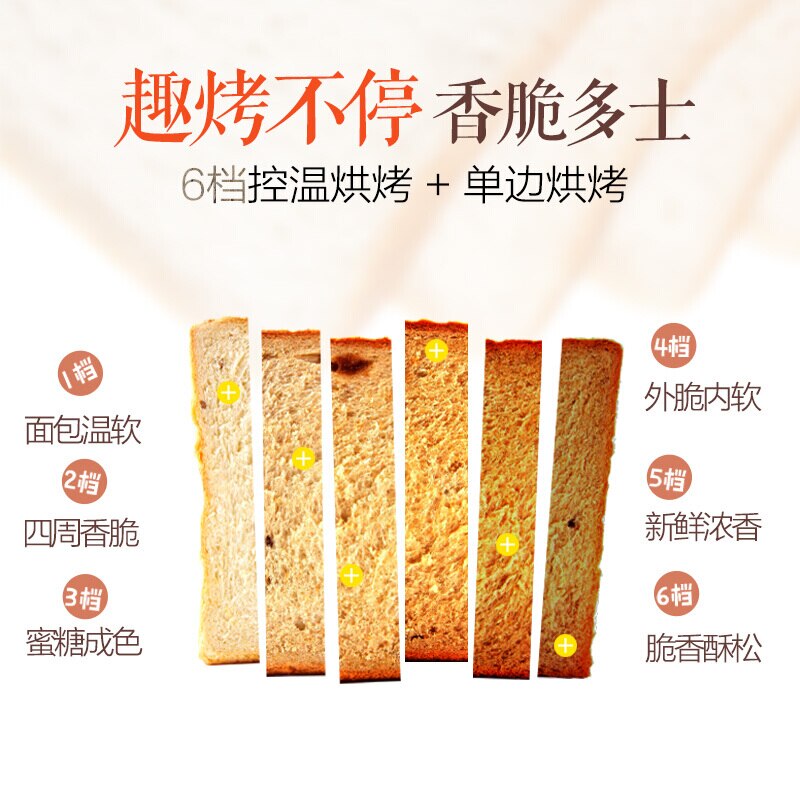 趣烤不停 香脆多士
6档控温烘烤 + 单边烘烤
1档
面包温软
2档
四周香脆
3档
蜜糖成色
4档
外脆内软
5档
新鲜浓香
6档
脆香酥松